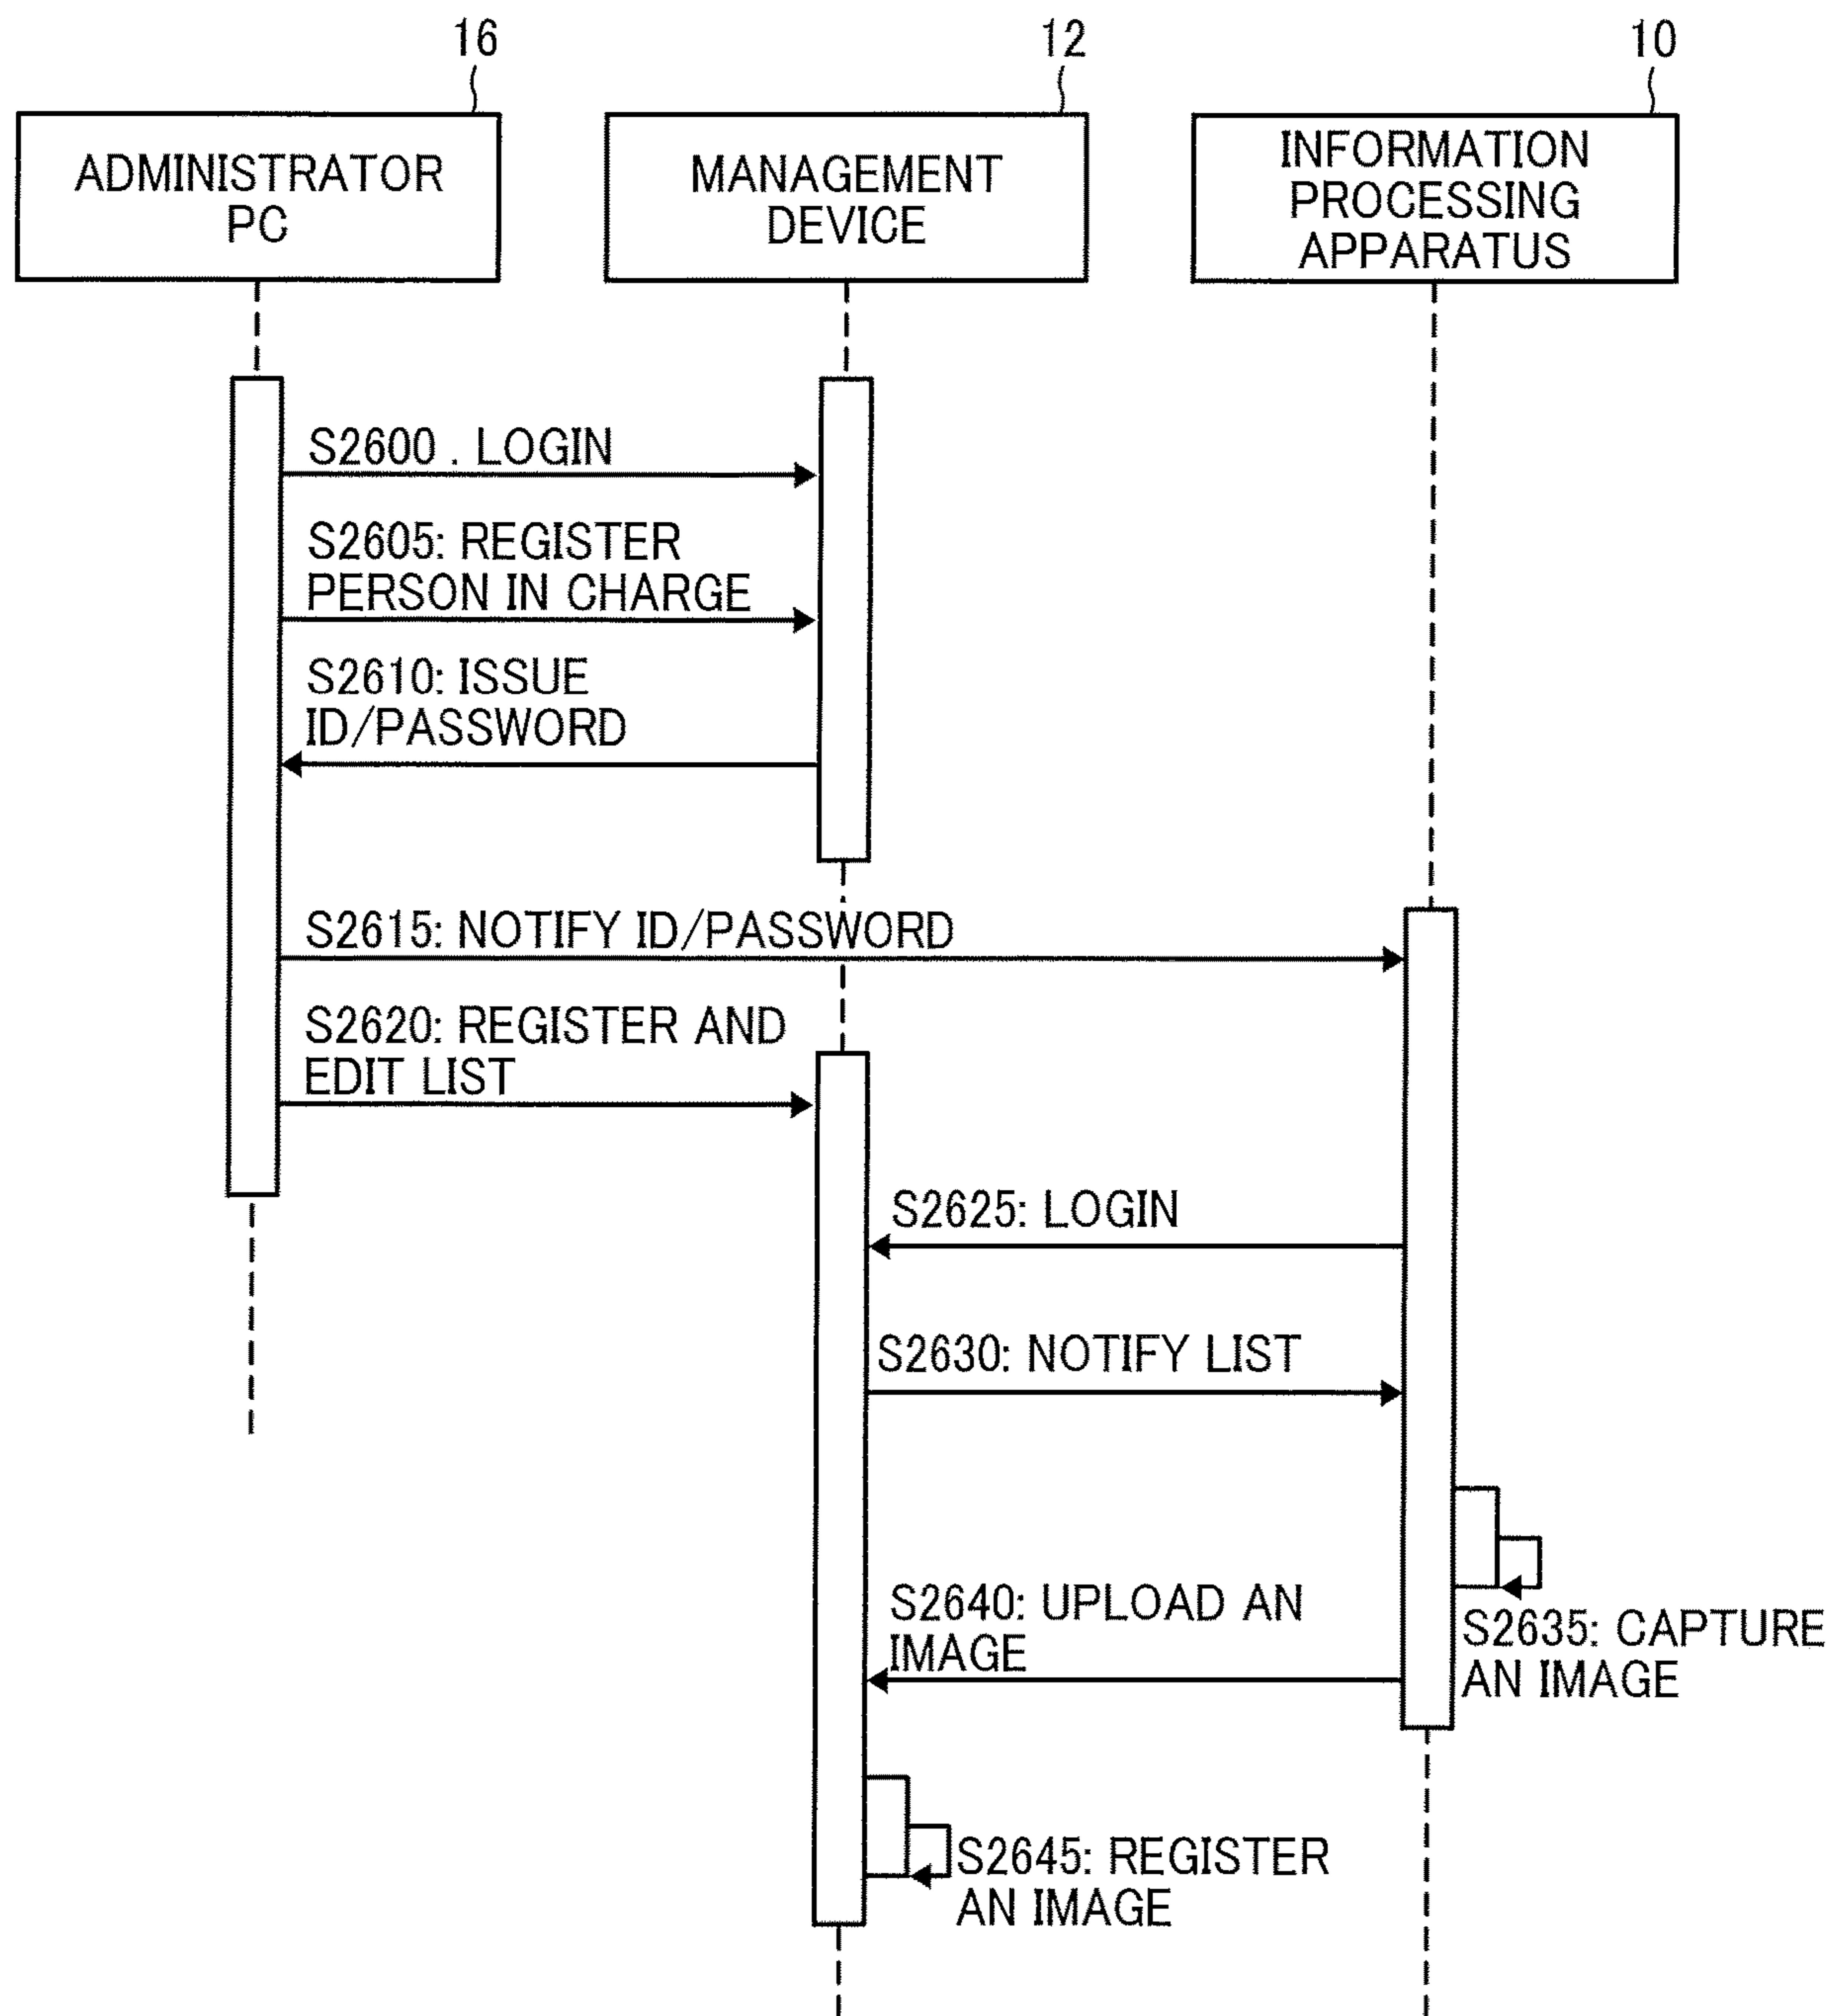 16
12
10
ADMINISTRATOR
PC
MANAGEMENT
DEVICE
INFORMATION
PROCESSING
APPARATUS
S2600 . LOGIN
S2605: REGISTER
PERSON IN CHARGE
S2610: ISSUE
ID/PASSWORD
S2615: NOTIFY ID/PASSWORD
S2620: REGISTER AND
EDIT LIST
S2625: LOGIN
S2630: NOTIFY LIST
S2635: CAPTURE
AN IMAGE
S2640: UPLOAD AN
IMAGE
S2645: REGISTER
AN IMAGE